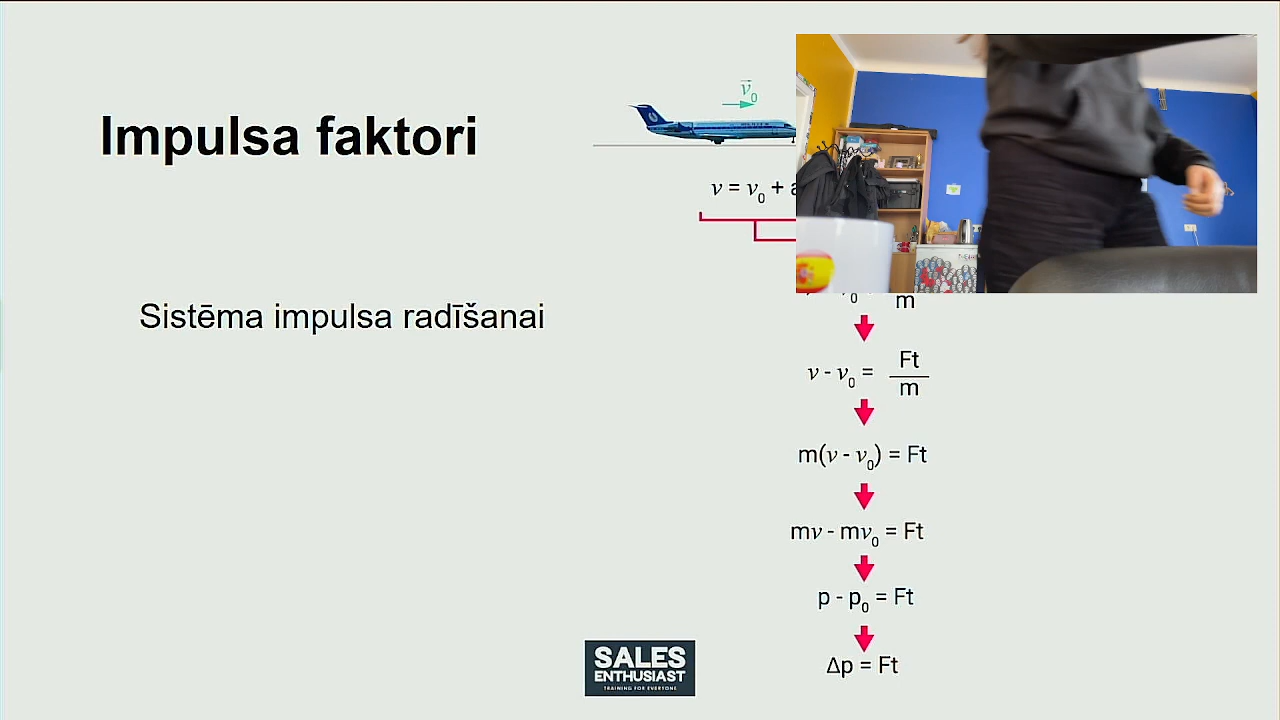 Impulsa faktori
v₀
v = v₀ + a
Sistēma impulsa radīšanai
m
v - v₀ = Ft
m
m(v - v₀) = Ft
mv - mv₀ = Ft
p - p₀ = Ft
Δp = Ft
SALES
ENTHUSIAST
TRAINING FOR EVERYONE